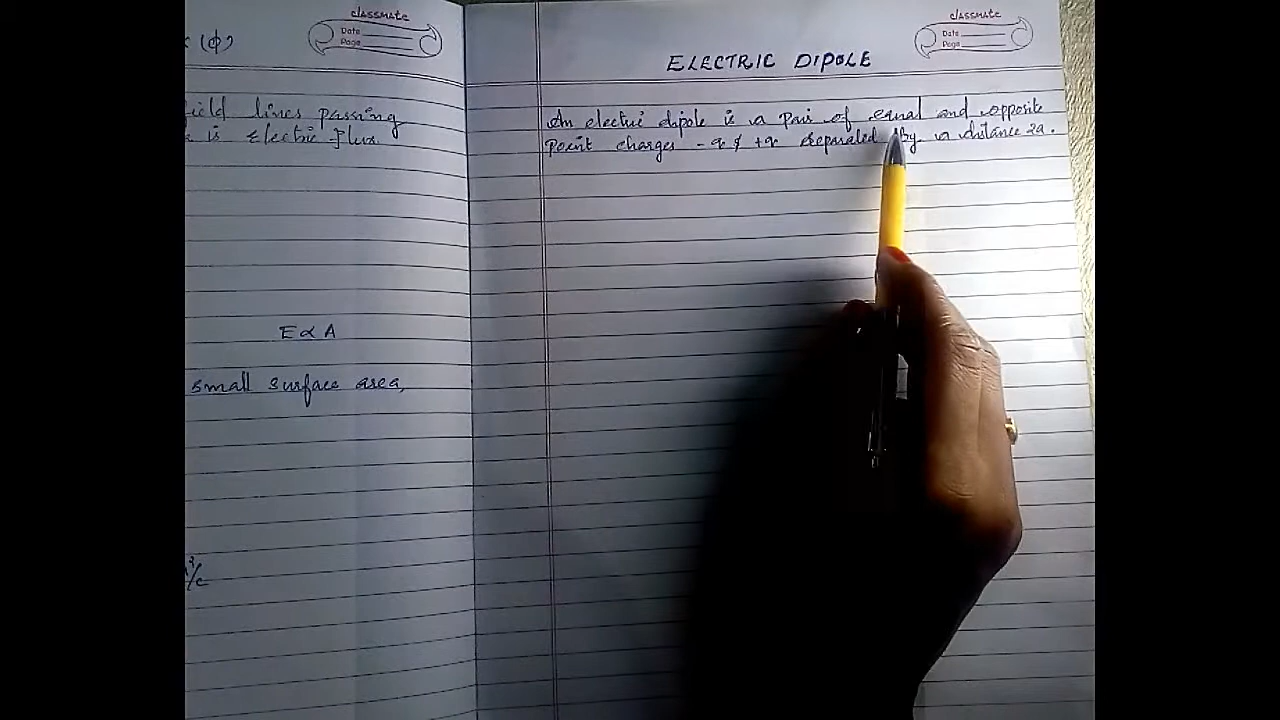 classmate
Date
Page
(ϕ)
field lines passing
is Electric Flux
E ∝ A
small surface area,
/c
classmate
Date
Page
ELECTRIC DIPOLE
An electric dipole is a pair of equal and opposite
point charges -q & +q separated by a distance 2a.